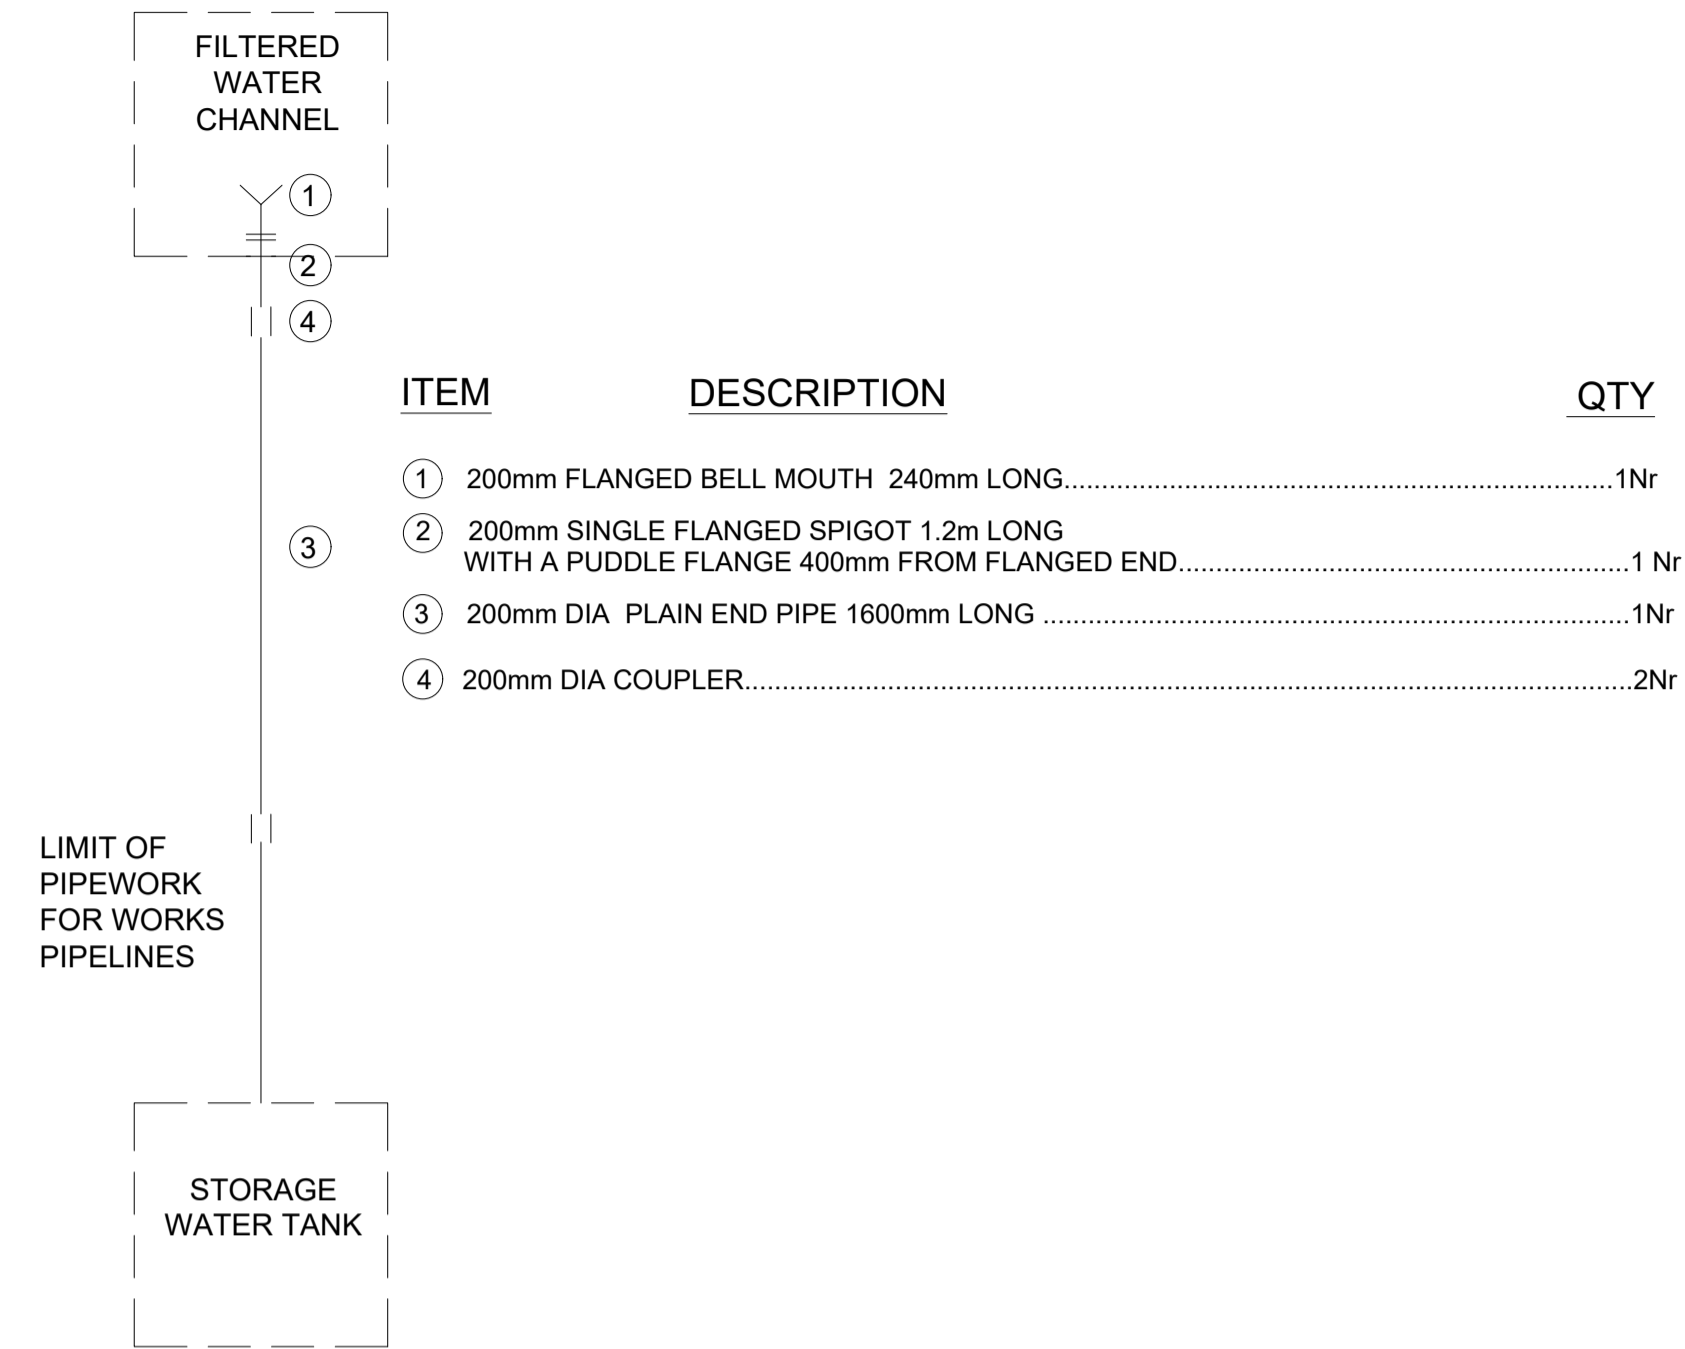 FILTERED
WATER
CHANNEL
1
2
4
3
ITEM DESCRIPTION QTY
1 200mm FLANGED BELL MOUTH 240mm LONG..........................................................................1Nr
2 200mm SINGLE FLANGED SPIGOT 1.2m LONG
WITH A PUDDLE FLANGE 400mm FROM FLANGED END............................................................1 Nr
3 200mm DIA PLAIN END PIPE 1600mm LONG ...............................................................................1Nr
4 200mm DIA COUPLER........................................................................................................................2Nr
LIMIT OF
PIPEWORK
FOR WORKS
PIPELINES
STORAGE
WATER TANK